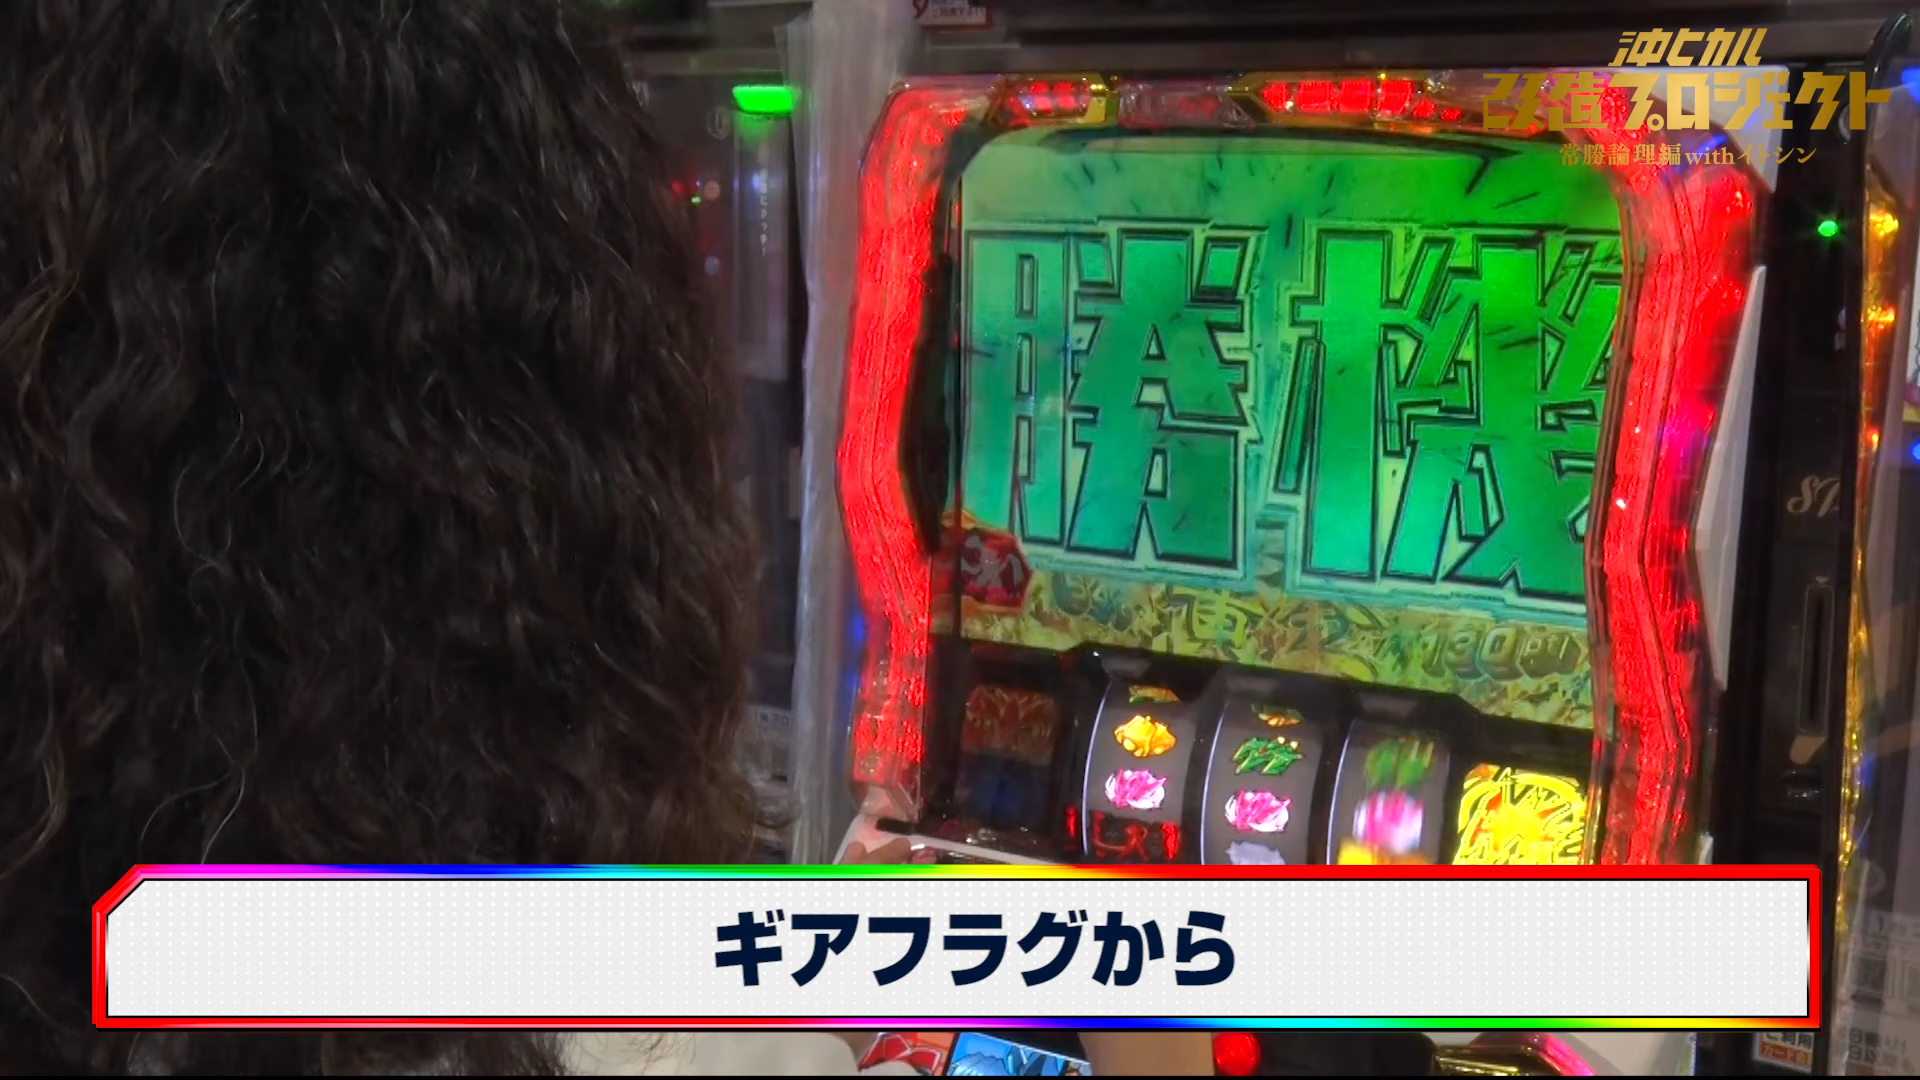 沖ヒカル
改造プロジェクト
常勝論理編withイトシン
勝機
ギアフラグから